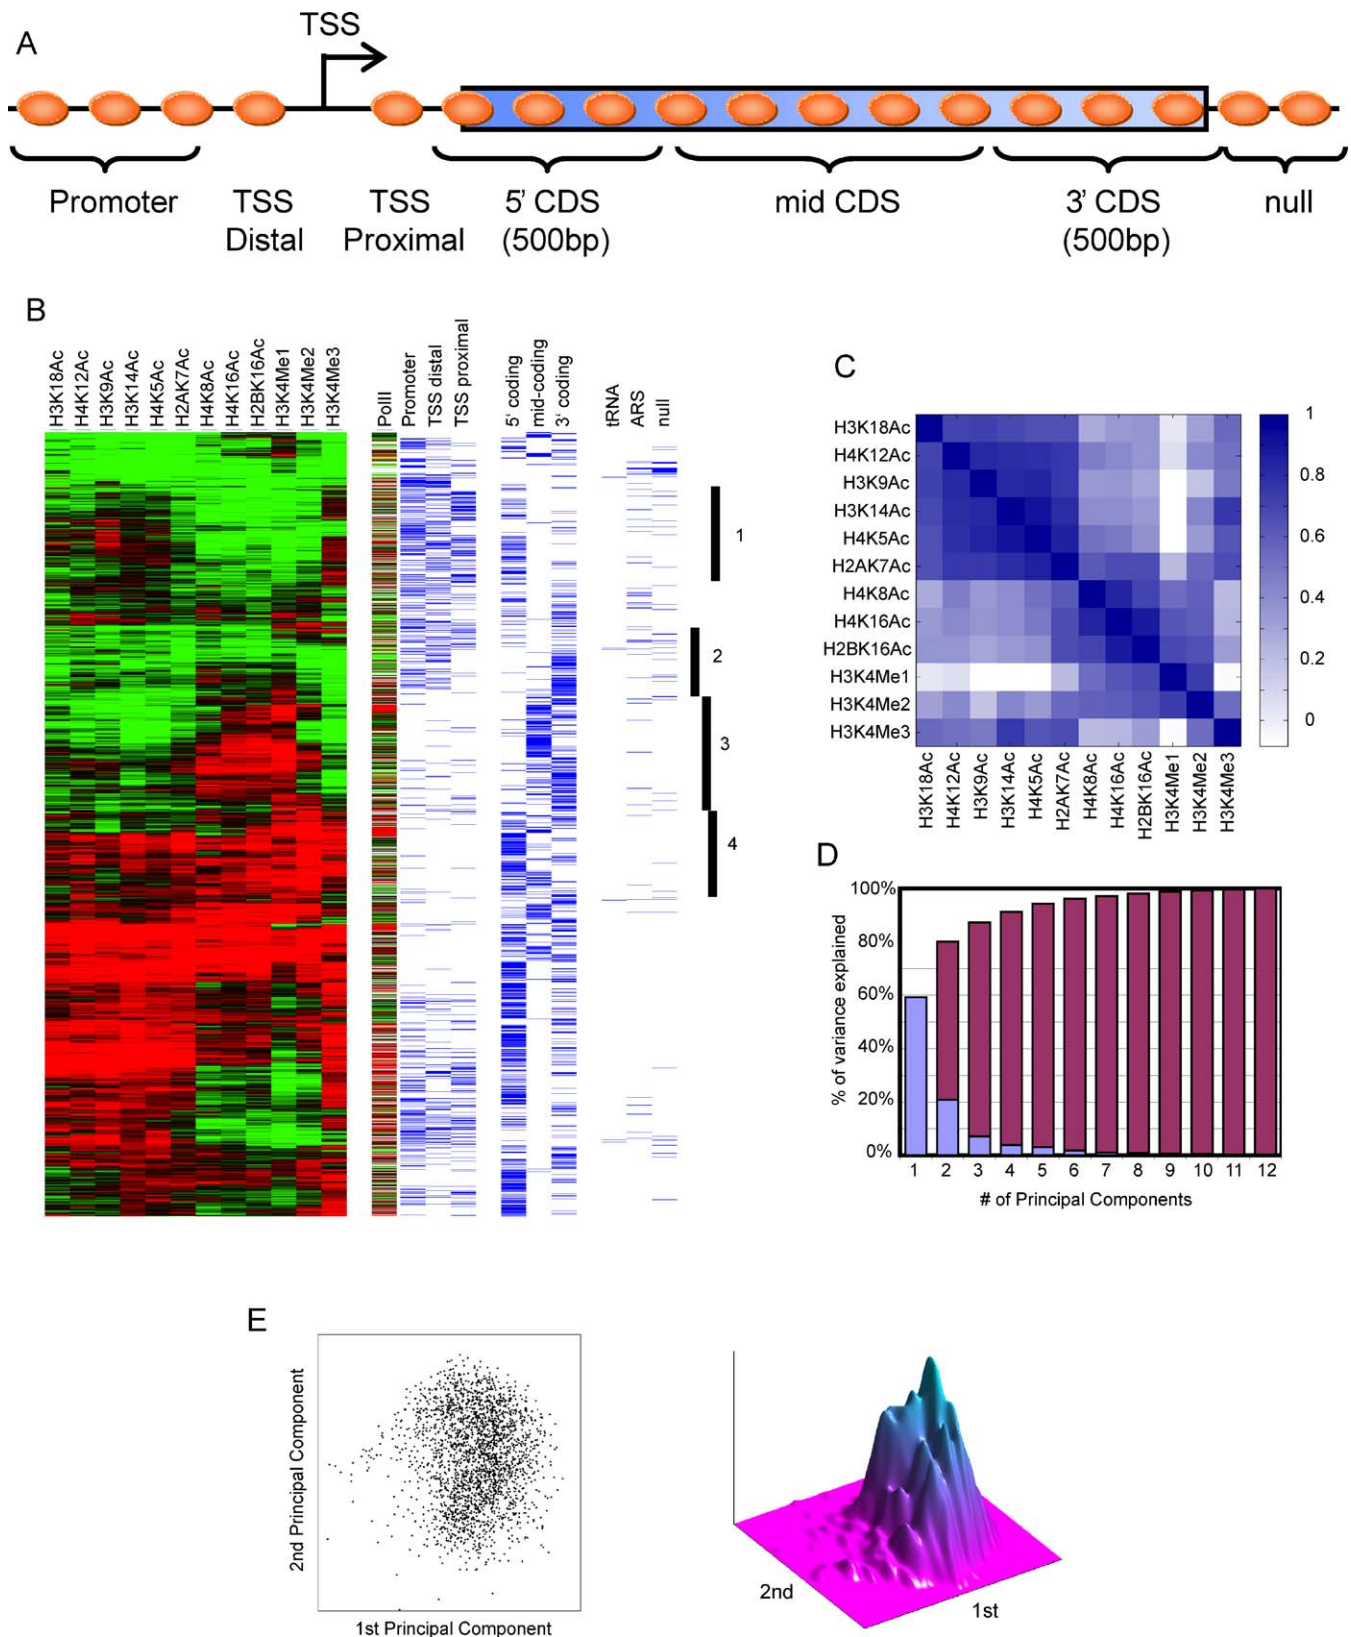 A
TSS
Promoter
TSS
Distal
TSS
Proximal
5' CDS
(500bp)
mid CDS
3' CDS
(500bp)
null
B
H3K18Ac
H4K12Ac
H3K9Ac
H3K14Ac
H4K5Ac
H2AK7Ac
H4K8Ac
H4K16Ac
H2BK16Ac
H3K4Me1
H3K4Me2
H3K4Me3
PolII
Promoter
TSS distal
TSS proximal
5' coding
mid-coding
3' coding
tRNA
ARS
null
1
2
3
4
C
H3K18Ac
H4K12Ac
H3K9Ac
H3K14Ac
H4K5Ac
H2AK7Ac
H4K8Ac
H4K16Ac
H2BK16Ac
H3K4Me1
H3K4Me2
H3K4Me3
H3K18Ac
H4K12Ac
H3K9Ac
H3K14Ac
H4K5Ac
H2AK7Ac
H4K8Ac
H4K16Ac
H2BK16Ac
H3K4Me1
H3K4Me2
H3K4Me3
1
0.8
0.6
0.4
0.2
0
D
% of variance explained
100%
80%
60%
40%
20%
0%
1 2 3 4 5 6 7 8 9 10 11 12
# of Principal Components
E
2nd Principal Component
1st Principal Component
2nd
1st